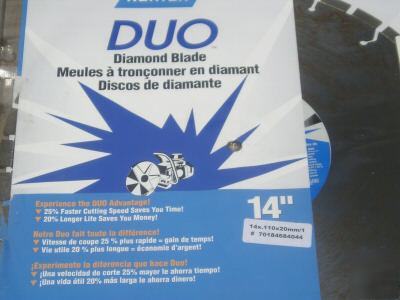 NORTON
DUO
Diamond Blade
Meules à tronçonner en diamant
Discos de diamante
Experience the DUO Advantage!
25% Faster Cutting Speed Saves You Time!
20% Longer Life Saves You Money!
14"
14x.110x20mm/1
# 70184684044
Notre Duo fait toute la différence!
Vitesse de coupe 25 % plus rapide = gain de temps!
Vie utile 20 % plus longue = économie d'argent!
¡Experimento la diferencia que hace Duo!
¡Una velocidad de corte 25% mayor le ahorra tiempo!
¡Una vida útil 20% más larga le ahorra dinero!